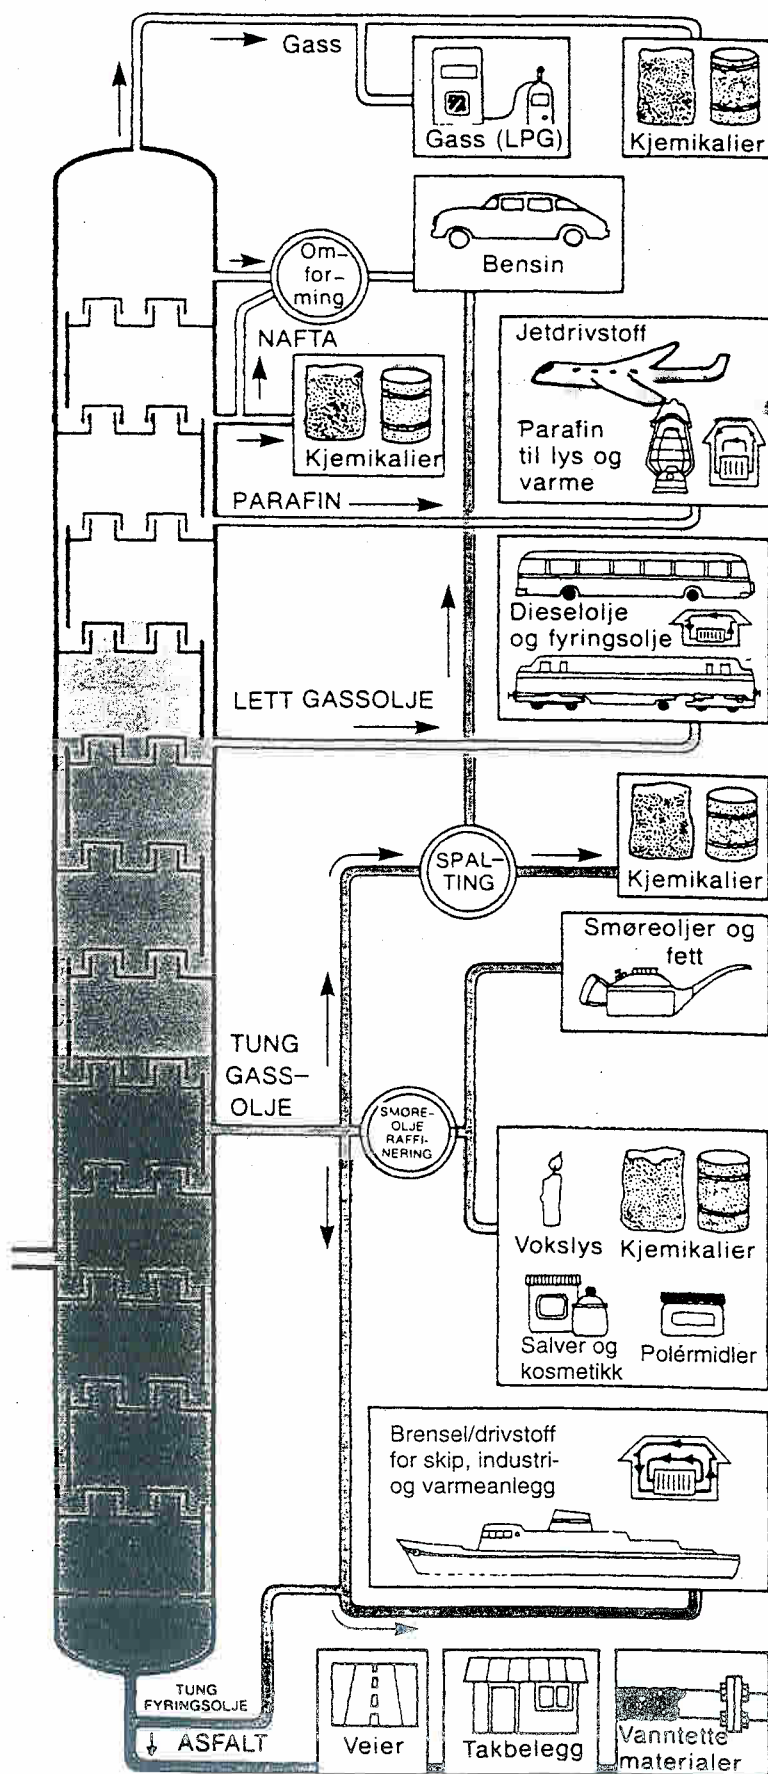 Gass
Gass (LPG)
Kjemikalier
Om-
for-
ming
Bensin
NAFTA
Kjemikalier
Jetdrivstoff
Parafin
til lys og
varme
PARAFIN
Dieselolje
og fyringsolje
LETT GASSOLJE
SPAL-
TING
Kjemikalier
Smøreoljer og
fett
TUNG
GASS-
OLJE
SMØRE-
OLJE
RAFFI-
NERING
Vokslys
Kjemikalier
Salver og
kosmetikk
Polérmidler
Brensel/drivstoff
for skip, industri-
og varmeanlegg
TUNG
FYRINGSOLJE
ASFALT
Veier
Takbelegg
Vanntette
materialer